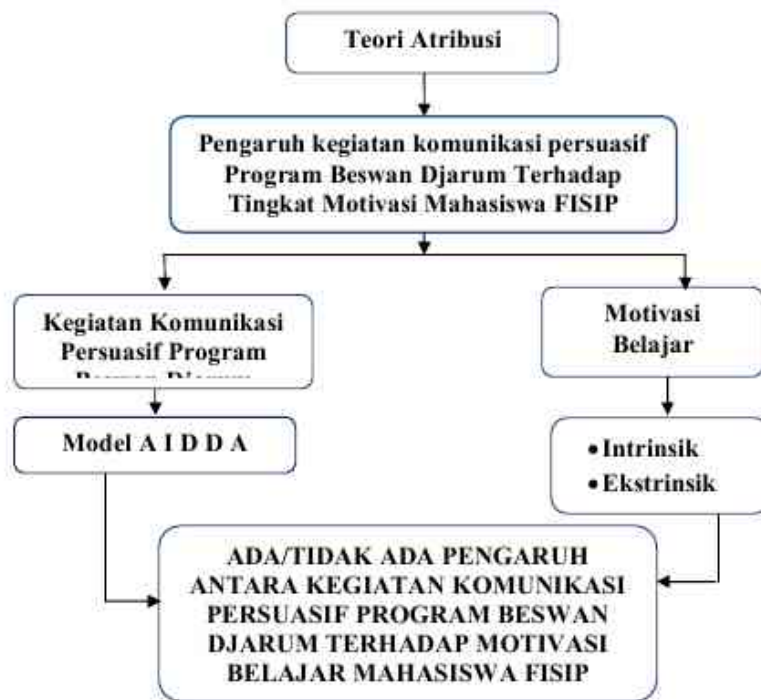 Teori Atribusi
Pengaruh kegiatan komunikasi persuasif
Program Beswan Djarum Terhadap
Tingkat Motivasi Mahasiswa FISIP
Kegiatan Komunikasi
Persuasif Program
Beswan Djarum
Motivasi
Belajar
Model A I D D A
•Intrinsik
•Ekstrinsik
ADA/TIDAK ADA PENGARUH
ANTARA KEGIATAN KOMUNIKASI
PERSUASIF PROGRAM BESWAN
DJARUM TERHADAP MOTIVASI
BELAJAR MAHASISWA FISIP